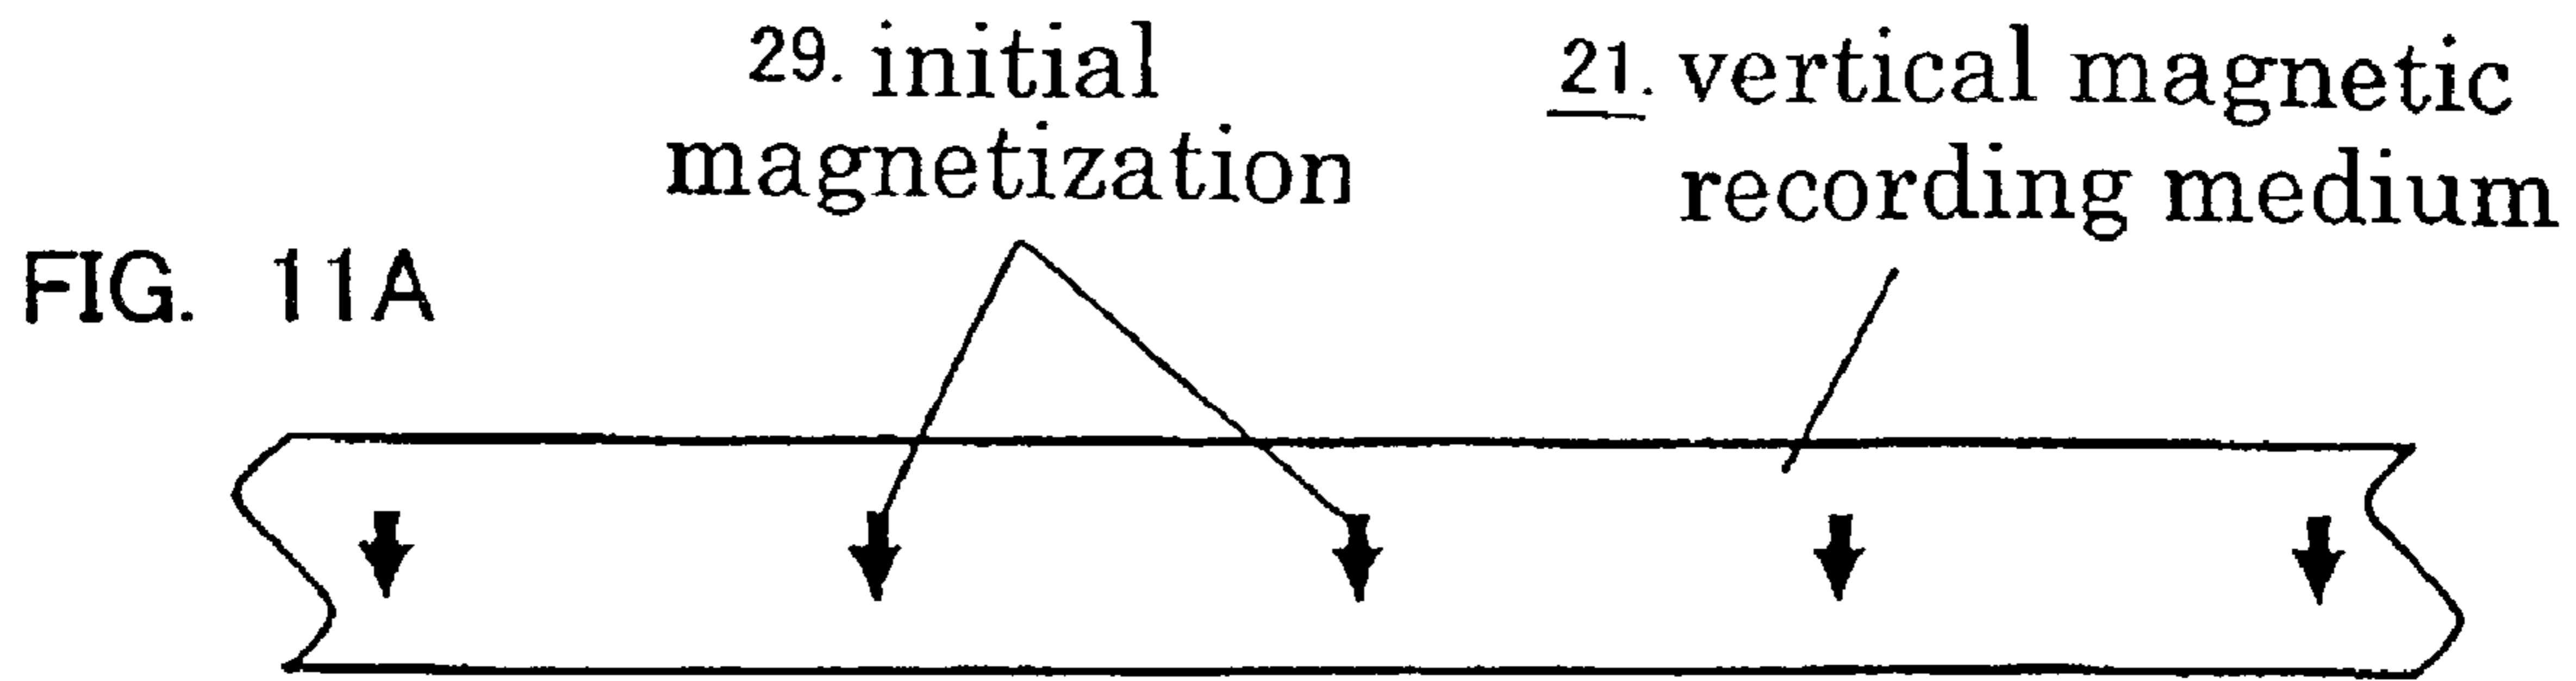 29. initial
magnetization
21. vertical magnetic
recording medium
FIG. 11A